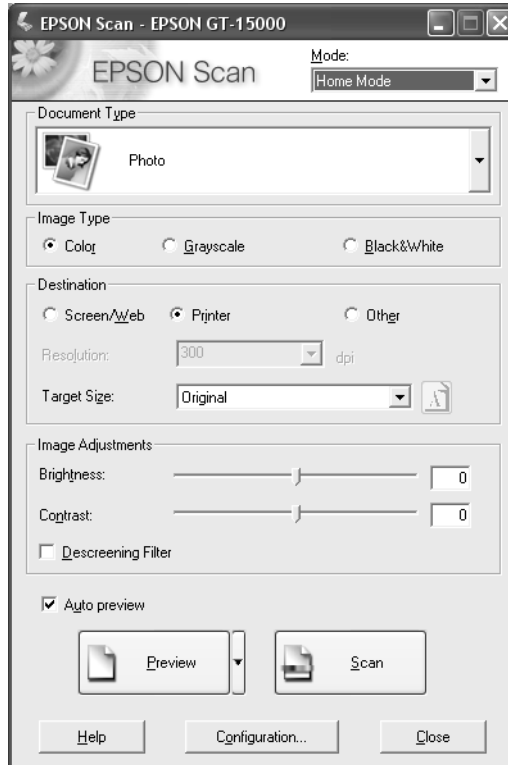 EPSON Scan - EPSON GT-15000
EPSON Scan
Mode:
Home Mode
Document Type
Photo
Image Type
Color Grayscale Black&White
Destination
Screen/Web Printer Other
Resolution: 300 dpi
Target Size: Original
Image Adjustments
Brightness: 0
Contrast: 0
Descreening Filter
Auto preview
Preview Scan
Help Configuration... Close